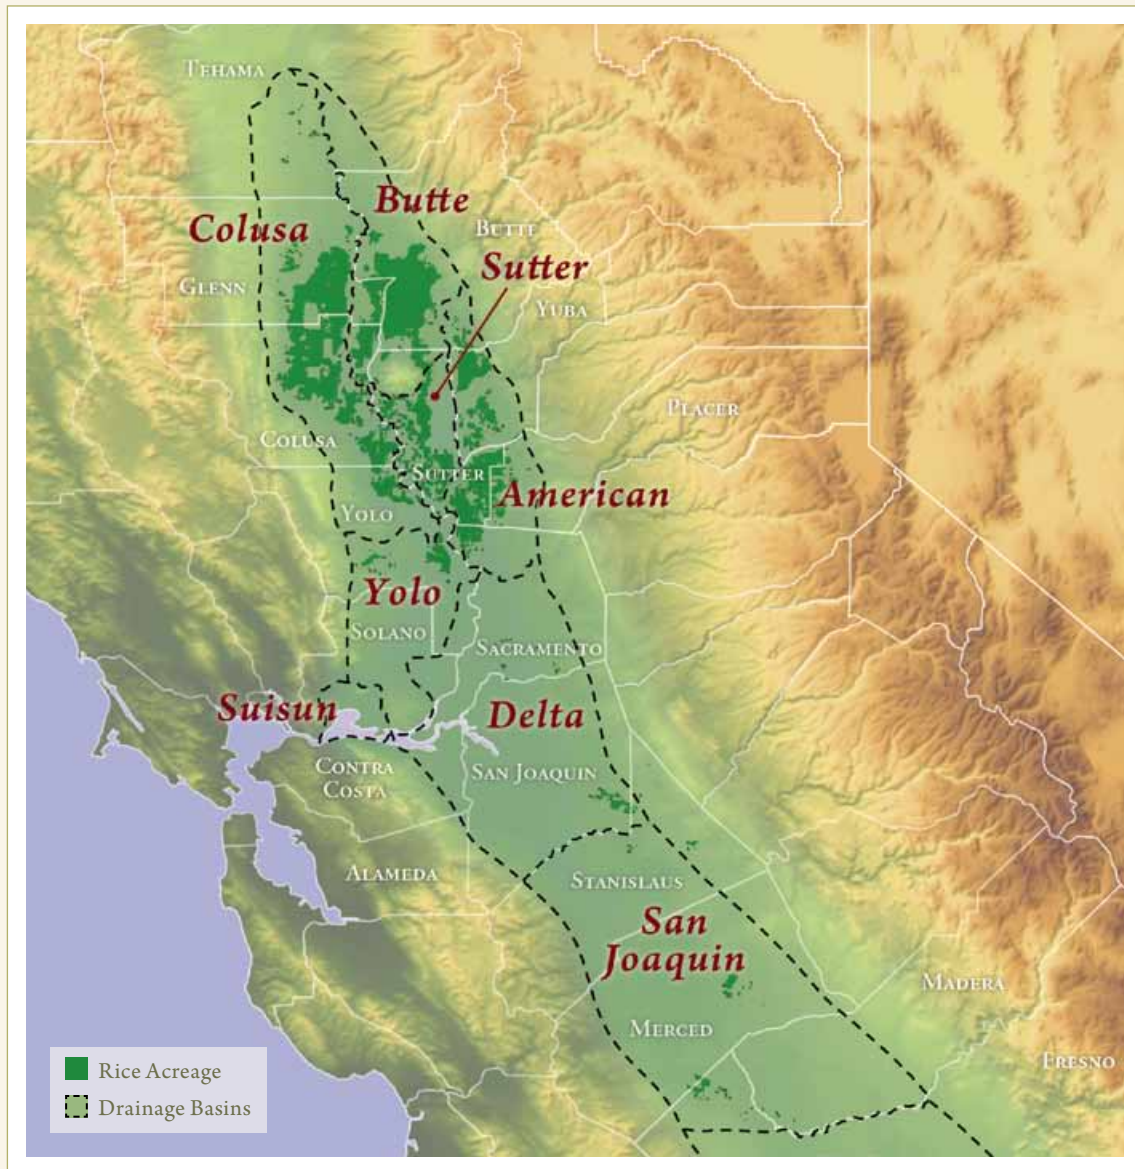 Tehama
Butte
Colusa
Butte
Sutter
Glenn
Yuba
Placer
Colusa
Sutter
American
Yolo
Yolo
Solano
Sacramento
Suisun
Delta
Contra
Costa
San Joaquin
Alameda
Stanislaus
San
Joaquin
Madera
Merced
Fresno
Rice Acreage
Drainage Basins